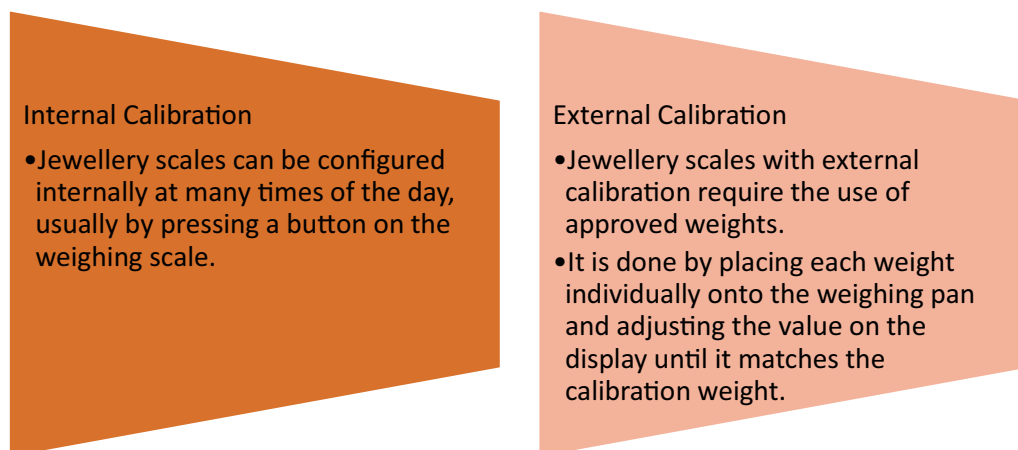 Internal Calibration
•Jewellery scales can be configured
internally at many times of the day,
usually by pressing a button on the
weighing scale.
External Calibration
•Jewellery scales with external
calibration require the use of
approved weights.
•It is done by placing each weight
individually onto the weighing pan
and adjusting the value on the
display until it matches the
calibration weight.